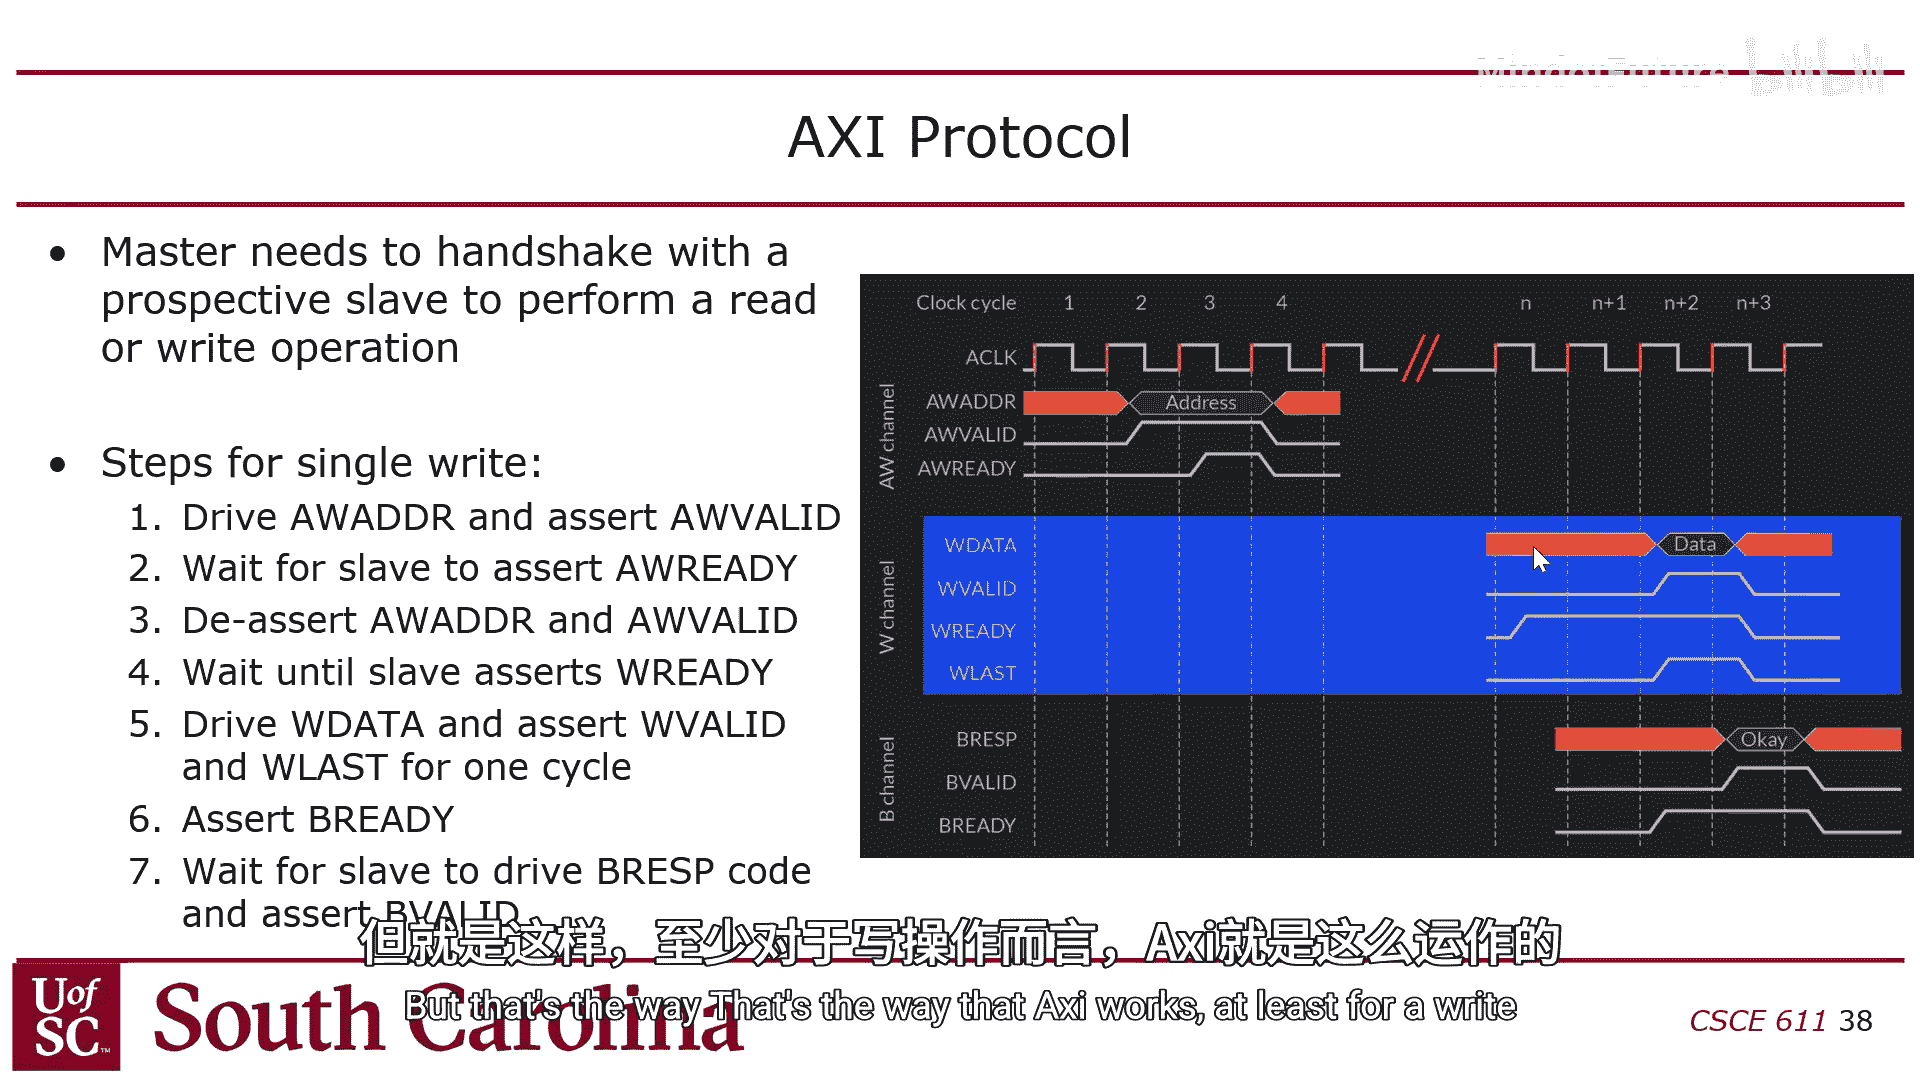 AXI Protocol
• Master needs to handshake with a
prospective slave to perform a read
or write operation
• Steps for single write:
1. Drive AWADDR and assert AWVALID
2. Wait for slave to assert AWREADY
3. De-assert AWADDR and AWVALID
4. Wait until slave asserts WREADY
5. Drive WDATA and assert WVALID
and WLAST for one cycle
6. Assert BREADY
7. Wait for slave to drive BRESP code
and assert BVALID
Clock cycle 1 2 3 4 n n+1 n+2 n+3
ACLK
AW channel
AWADDR Address
AWVALID
AWREADY
W channel
WDATA Data
WVALID
WREADY
WLAST
B channel
BRESP Okay
BVALID
BREADY
但就是这样，至少对于写操作而言，Axi就是这么运作的
But that's the way That's the way that Axi works, at least for a write
UofSC™
South Carolina
CSCE 611 38